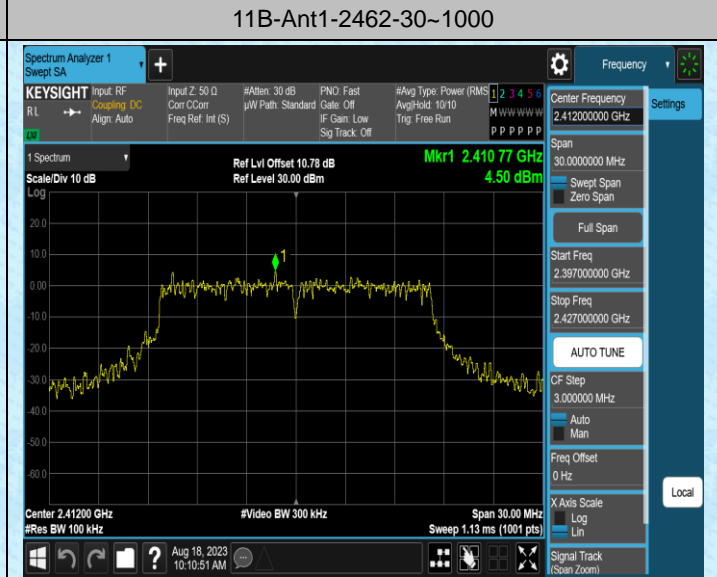 11B-Ant1-2462-30~1000
Spectrum Analyzer 1
Swept SA
Frequency
KEYSIGHT
RL
LXI
Input: RF
Coupling: DC
Align: Auto
Input Z: 50 Ω
Corr CCorr
Freq Ref: Int (S)
#Atten: 30 dB
µW Path: Standard
PNO: Fast
Gate: Off
IF Gain: Low
Sig Track: Off
#Avg Type: Power (RMS
Avg|Hold: 10/10
Trig: Free Run
1 2 3 4 5 6
M W W W W W
P P P P P P
1 Spectrum
Scale/Div 10 dB
Ref Lvl Offset 10.78 dB
Ref Level 30.00 dBm
Mkr1 2.410 77 GHz
4.50 dBm
Log
20.0
10.0
0.00
-10.0
-20.0
-30.0
-40.0
-50.0
-60.0
1
Center 2.41200 GHz
#Res BW 100 kHz
#Video BW 300 kHz
Span 30.00 MHz
Sweep 1.13 ms (1001 pts)
Aug 18, 2023
10:10:51 AM
Center Frequency
2.412000000 GHz
Settings
Span
30.0000000 MHz
Swept Span
Zero Span
Full Span
Start Freq
2.397000000 GHz
Stop Freq
2.427000000 GHz
AUTO TUNE
CF Step
3.000000 MHz
Auto
Man
Freq Offset
0 Hz
X Axis Scale
Log
Lin
Signal Track
(Span Zoom)
Local